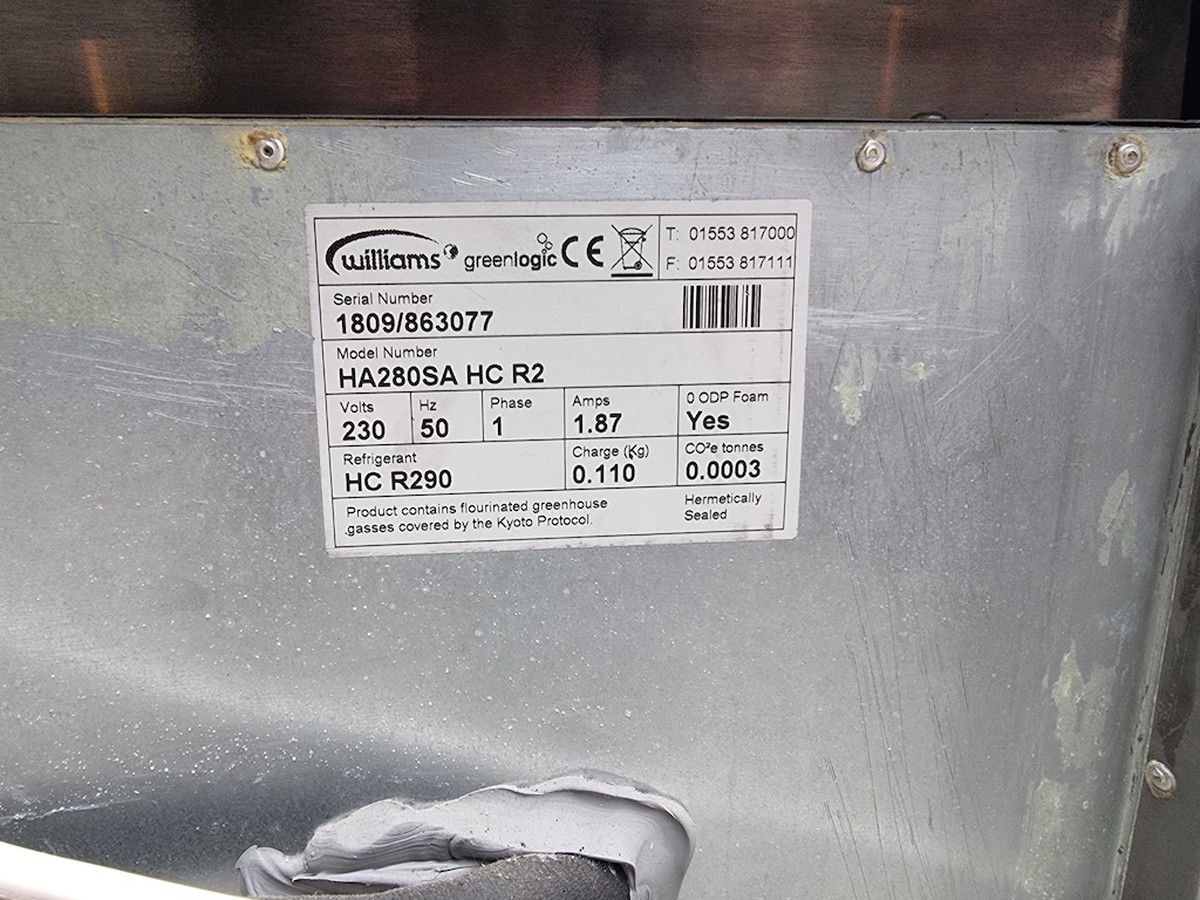 williams greenlogic CE
T: 01553 817000
F: 01553 817111
Serial Number
1809/863077
Model Number
HA280SA HC R2
Volts Hz Phase Amps 0 ODP Foam
230 50 1 1.87 Yes
Refrigerant Charge (Kg) CO²e tonnes
HC R290 0.110 0.0003
Product contains flourinated greenhouse
.gasses covered by the Kyoto Protocol.
Hermetically
Sealed